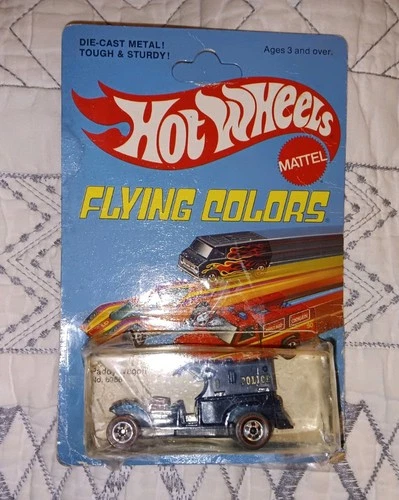 DIE-CAST METAL!
TOUGH & STURDY!
Ages 3 and over.
Hot Wheels
MATTEL
FLYING COLORS
POLICE